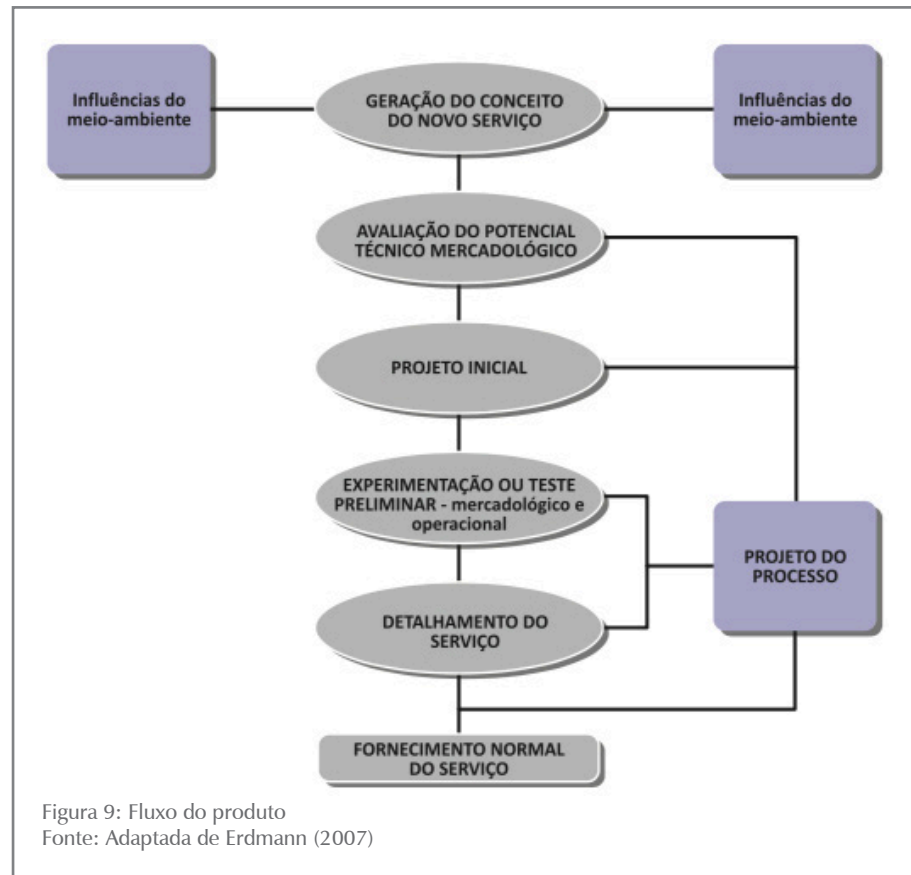 Influências do
meio-ambiente
GERAÇÃO DO CONCEITO
DO NOVO SERVIÇO
Influências do
meio-ambiente
AVALIAÇÃO DO POTENCIAL
TÉCNICO MERCADOLÓGICO
PROJETO INICIAL
EXPERIMENTAÇÃO OU TESTE
PRELIMINAR - mercadológico e
operacional
PROJETO DO
PROCESSO
DETALHAMENTO DO
SERVIÇO
FORNECIMENTO NORMAL
DO SERVIÇO
Figura 9: Fluxo do produto
Fonte: Adaptada de Erdmann (2007)